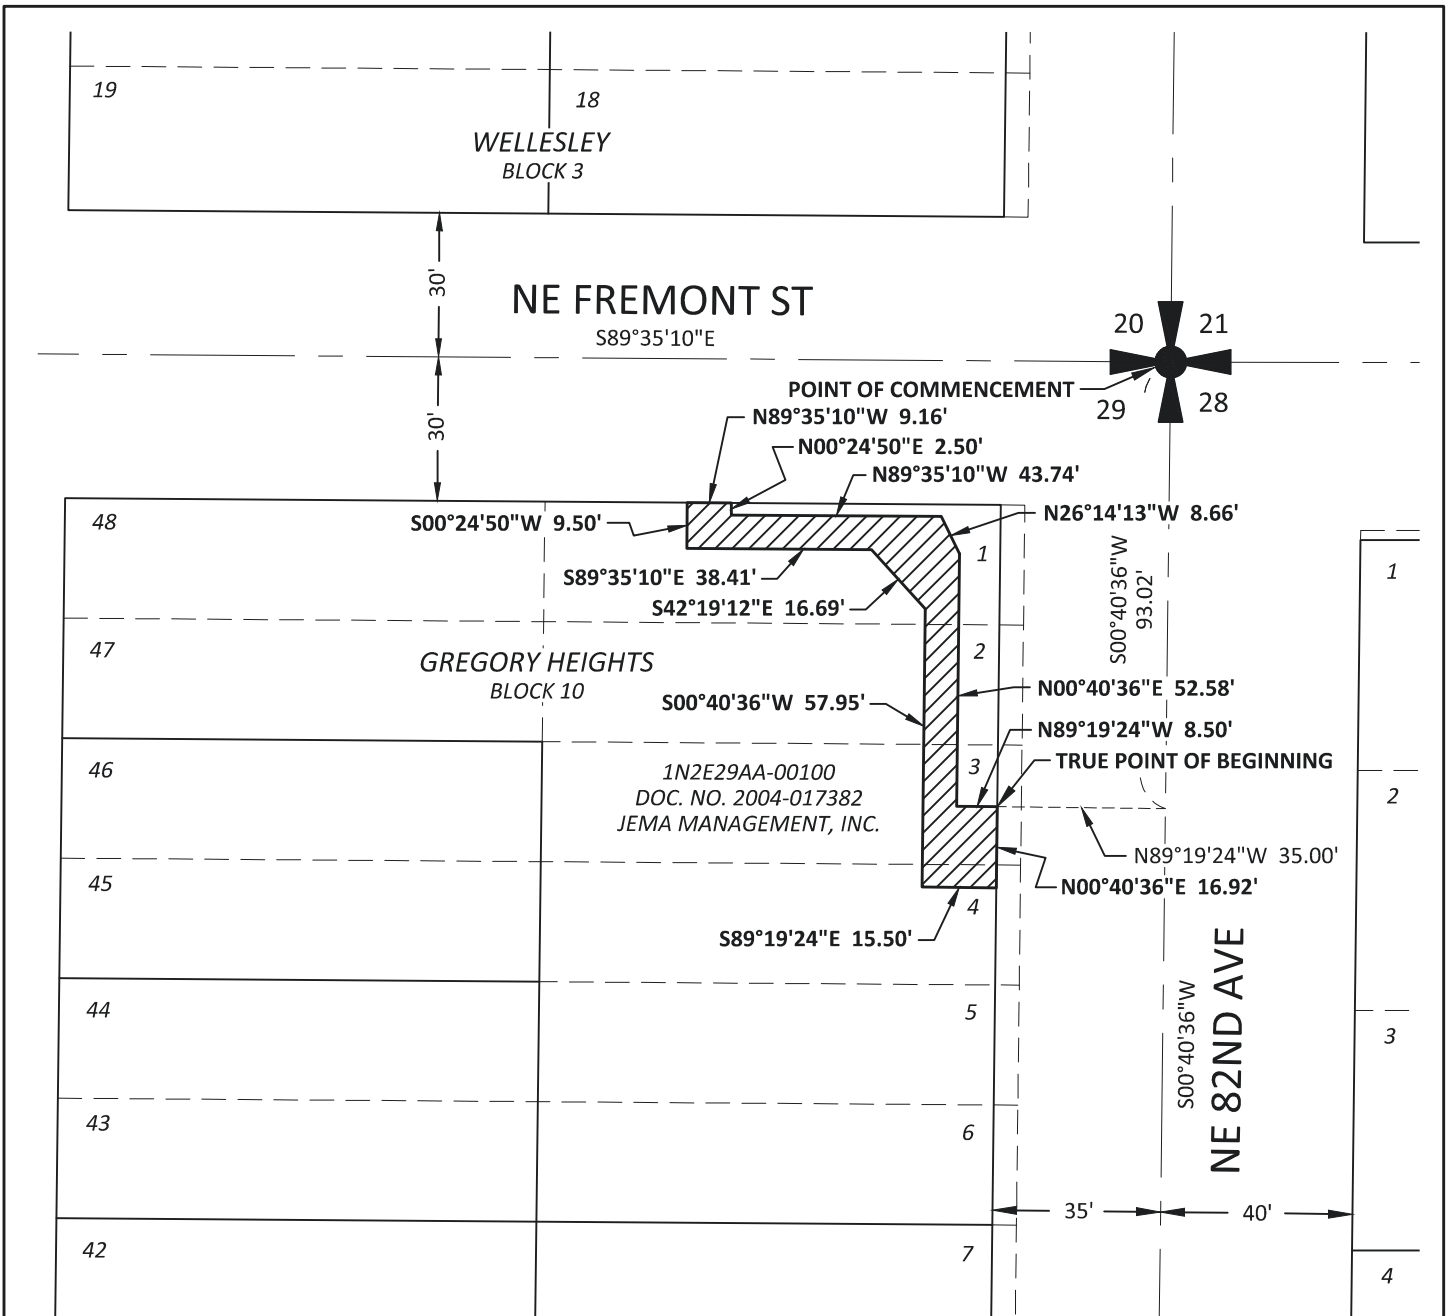 19
18
WELLESLEY
BLOCK 3
30'
NE FREMONT ST
S89°35'10"E
20
21
POINT OF COMMENCEMENT
29
28
N89°35'10"W 9.16'
30'
N00°24'50"E 2.50'
N89°35'10"W 43.74'
48
S00°24'50"W 9.50'
N26°14'13"W 8.66'
1
1
S89°35'10"E 38.41'
S42°19'12"E 16.69'
S00°40'36"W
93.02'
47
GREGORY HEIGHTS
BLOCK 10
2
S00°40'36"W 57.95'
N00°40'36"E 52.58'
N89°19'24"W 8.50'
TRUE POINT OF BEGINNING
46
1N2E29AA-00100
DOC. NO. 2004-017382
JEMA MANAGEMENT, INC.
3
2
N89°19'24"W 35.00'
45
N00°40'36"E 16.92'
4
S89°19'24"E 15.50'
44
5
S00°40'36"W
NE 82ND AVE
3
43
6
35'
40'
42
7
4